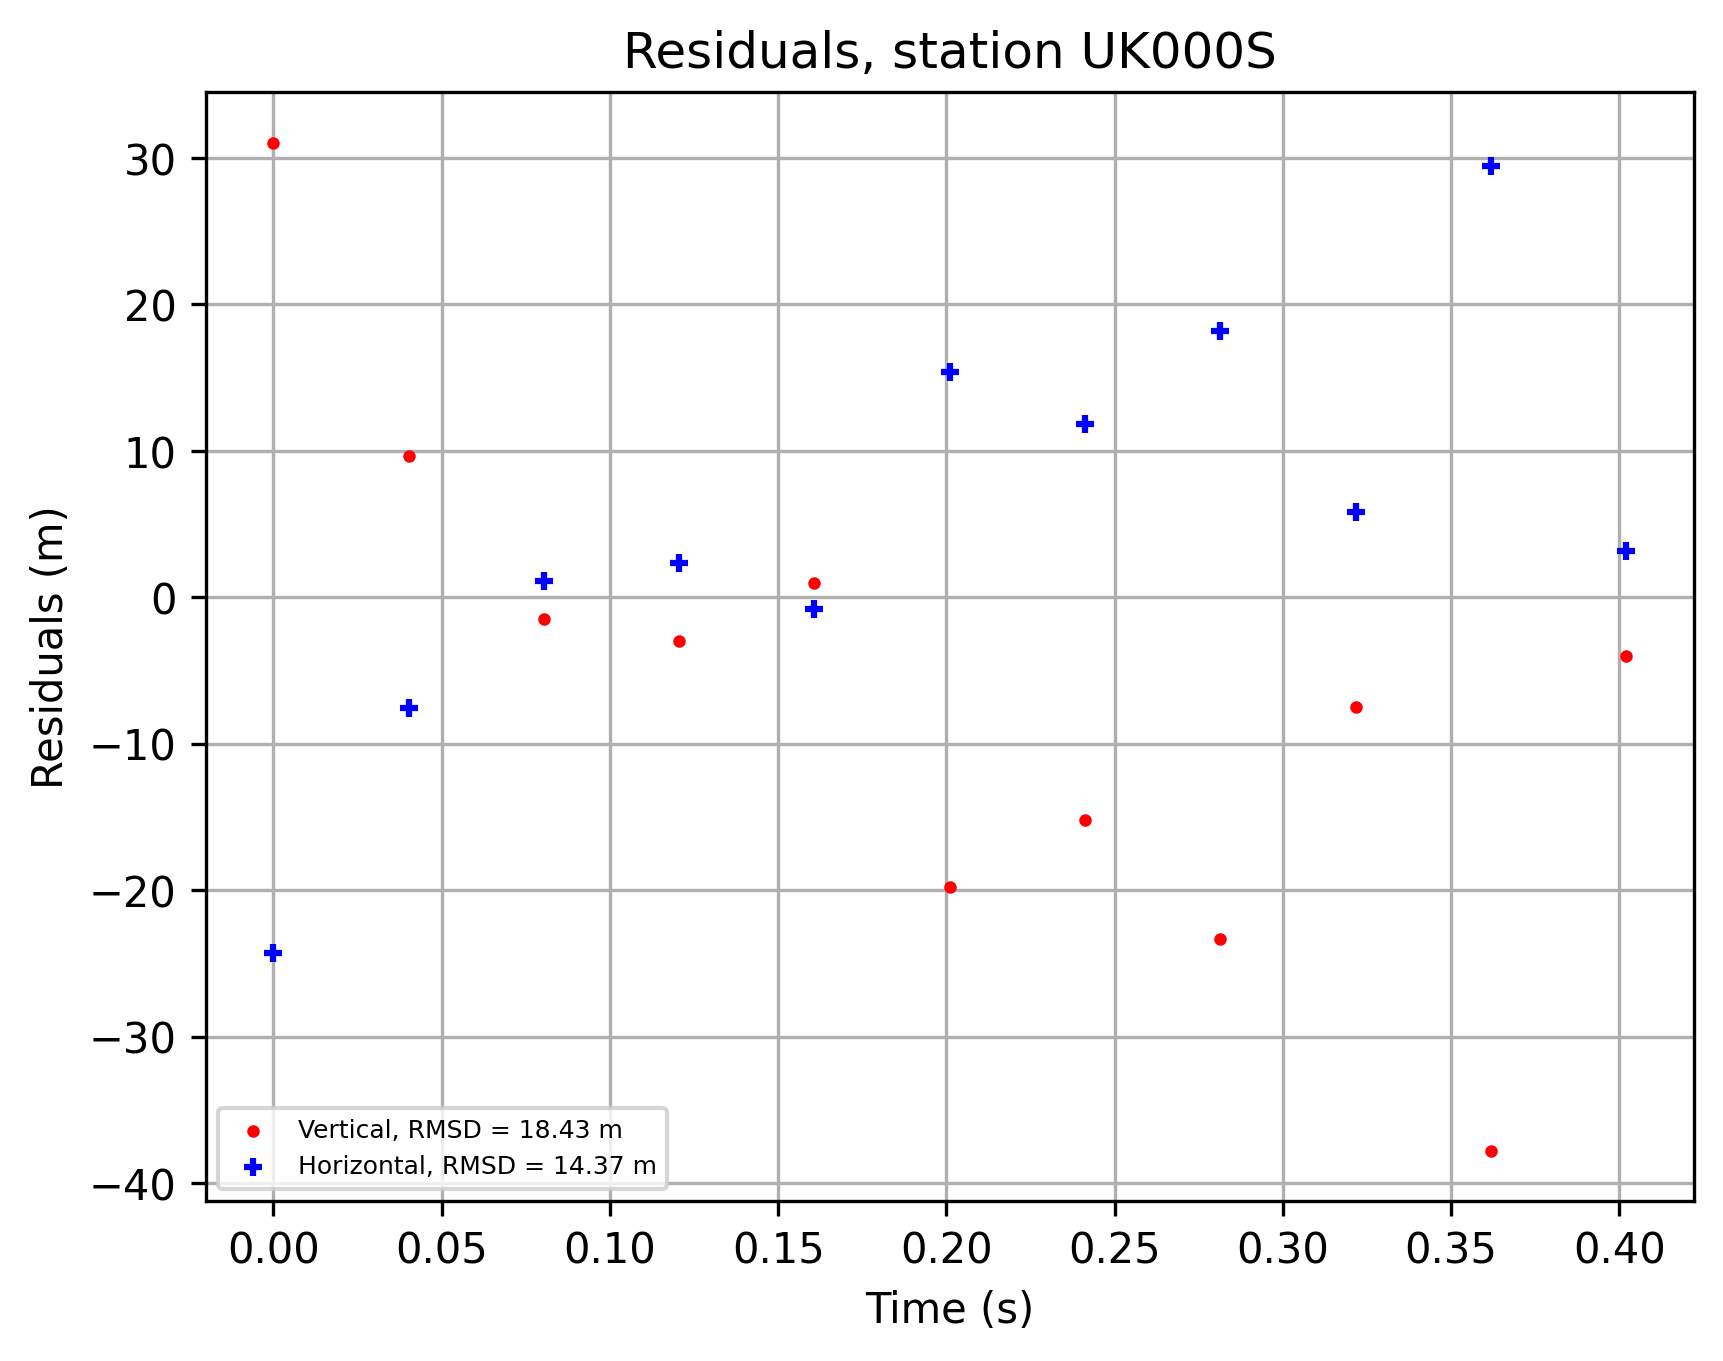 Residuals, station UK000S
Residuals (m)
30
20
10
0
−10
−20
−30
−40
Vertical, RMSD = 18.43 m
Horizontal, RMSD = 14.37 m
0.00 0.05 0.10 0.15 0.20 0.25 0.30 0.35 0.40
Time (s)